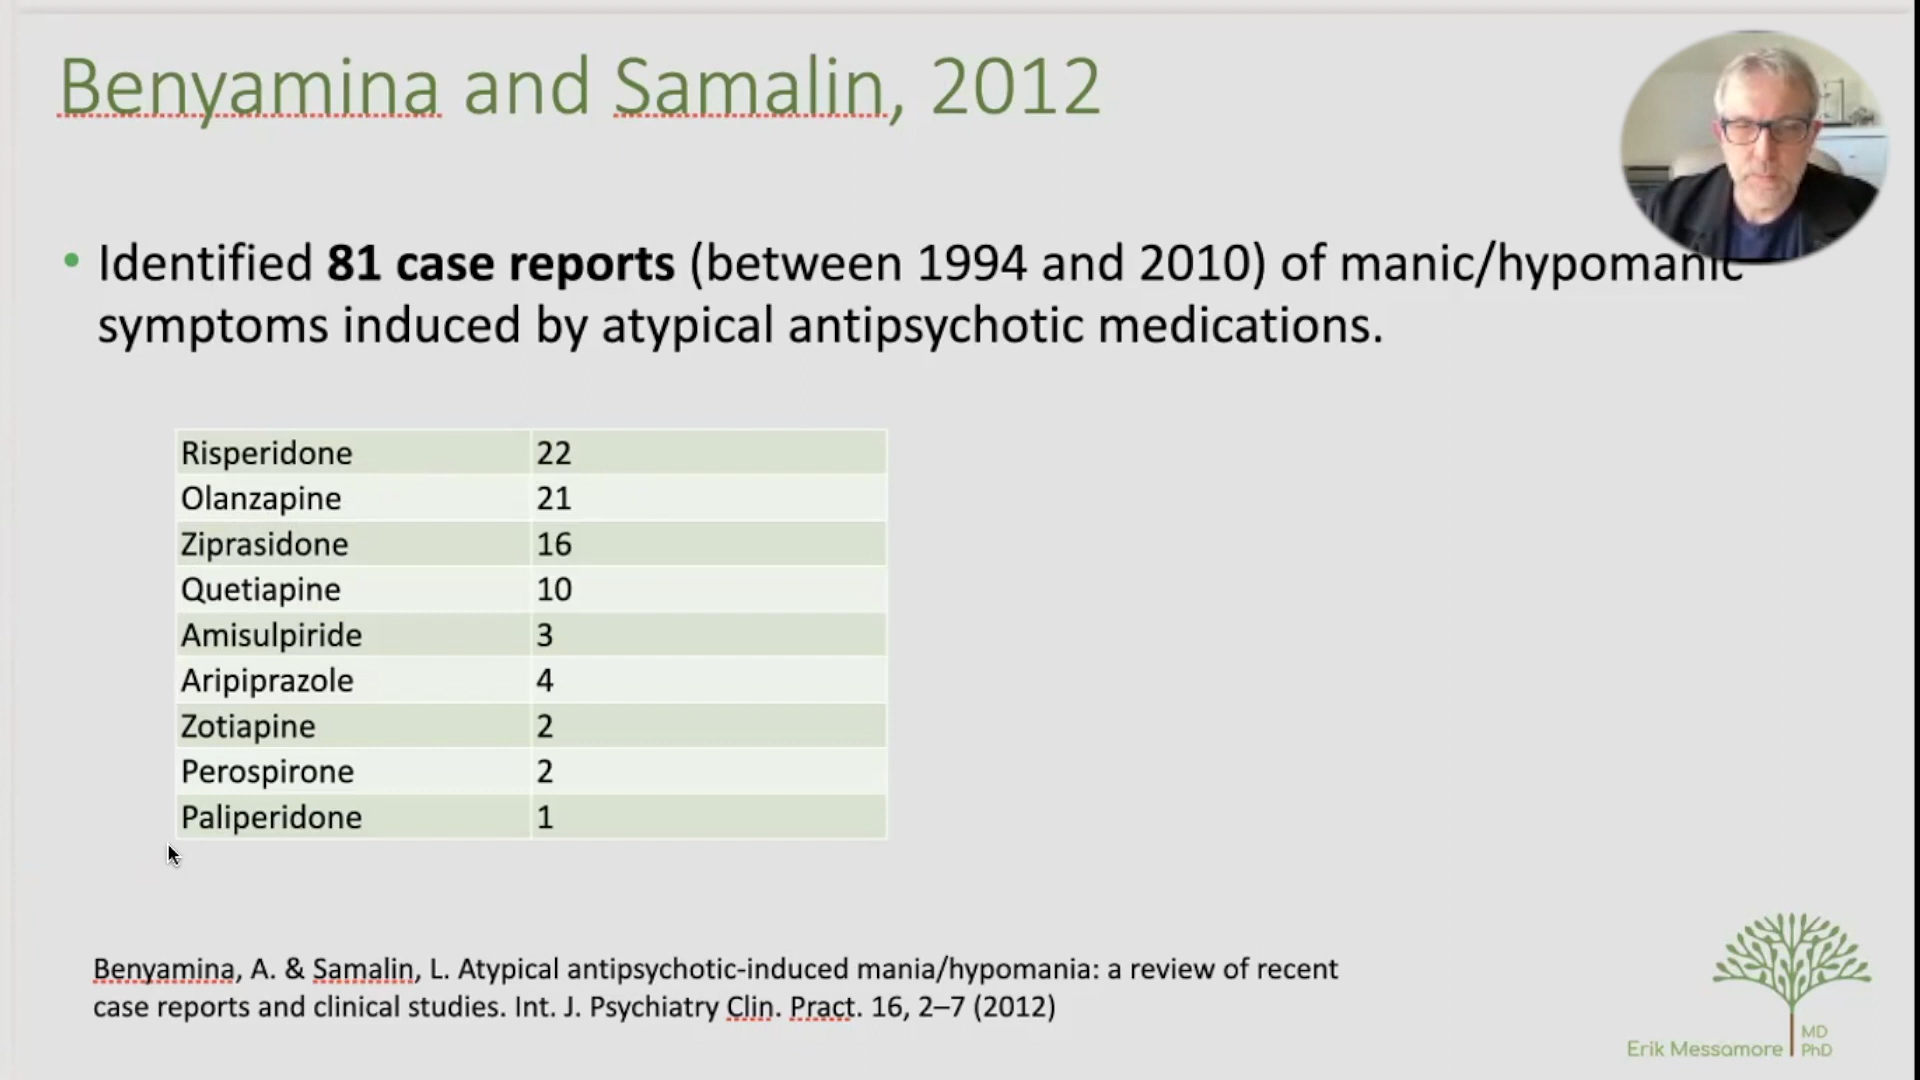 Benyamina and Samalin, 2012
• Identified 81 case reports (between 1994 and 2010) of manic/hypomanic
symptoms induced by atypical antipsychotic medications.
Risperidone 22
Olanzapine 21
Ziprasidone 16
Quetiapine 10
Amisulpiride 3
Aripiprazole 4
Zotiapine 2
Perospirone 2
Paliperidone 1
Benyamina, A. & Samalin, L. Atypical antipsychotic-induced mania/hypomania: a review of recent
case reports and clinical studies. Int. J. Psychiatry Clin. Pract. 16, 2–7 (2012)
Erik Messamore MD PhD